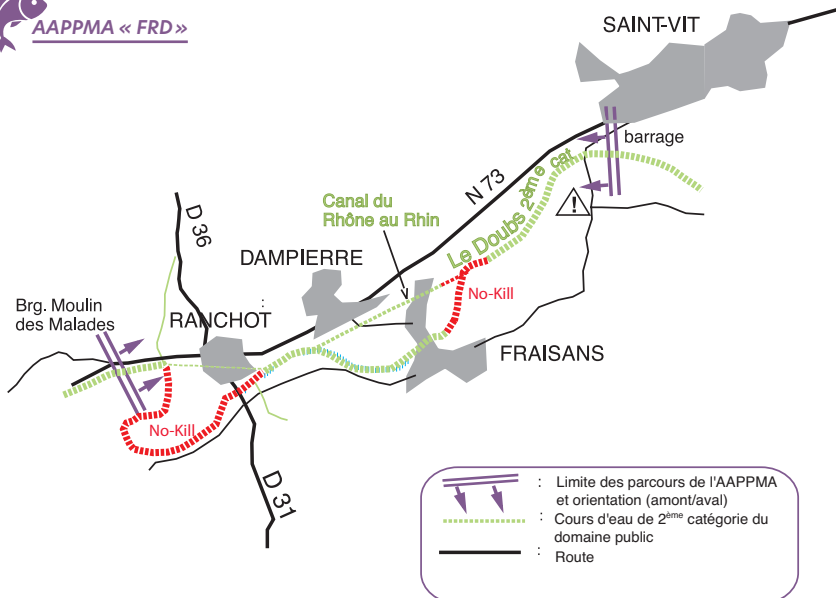 AAPPMA « FRD »
SAINT-VIT
barrage
N 73
Le Doubs 2ème cat
!
Canal du
Rhône au Rhin
D 36
DAMPIERRE
:
No-Kill
Brg. Moulin
des Malades
RANCHOT
FRAISANS
No-Kill
D 31
: Limite des parcours de l'AAPPMA
et orientation (amont/aval)
: Cours d'eau de 2ème catégorie du
domaine public
: Route